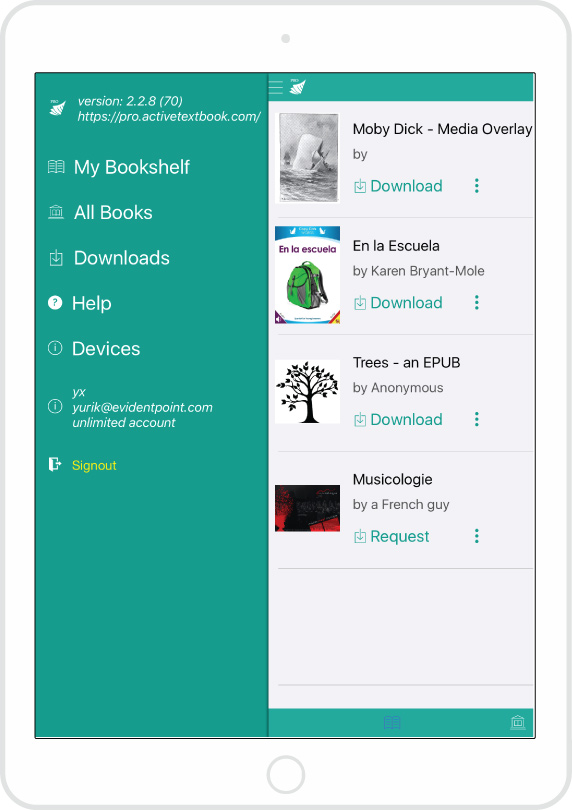 PRO
version: 2.2.8 (70)
https://pro.activetextbook.com/
My Bookshelf
All Books
Downloads
Help
Devices
yx
yurik@evidentpoint.com
unlimited account
Signout
PRO
Moby Dick - Media Overlay
by
Download
En la escuela
En la Escuela
by Karen Bryant-Mole
Download
Trees - an EPUB
by Anonymous
Download
Musicologie
by a French guy
Request